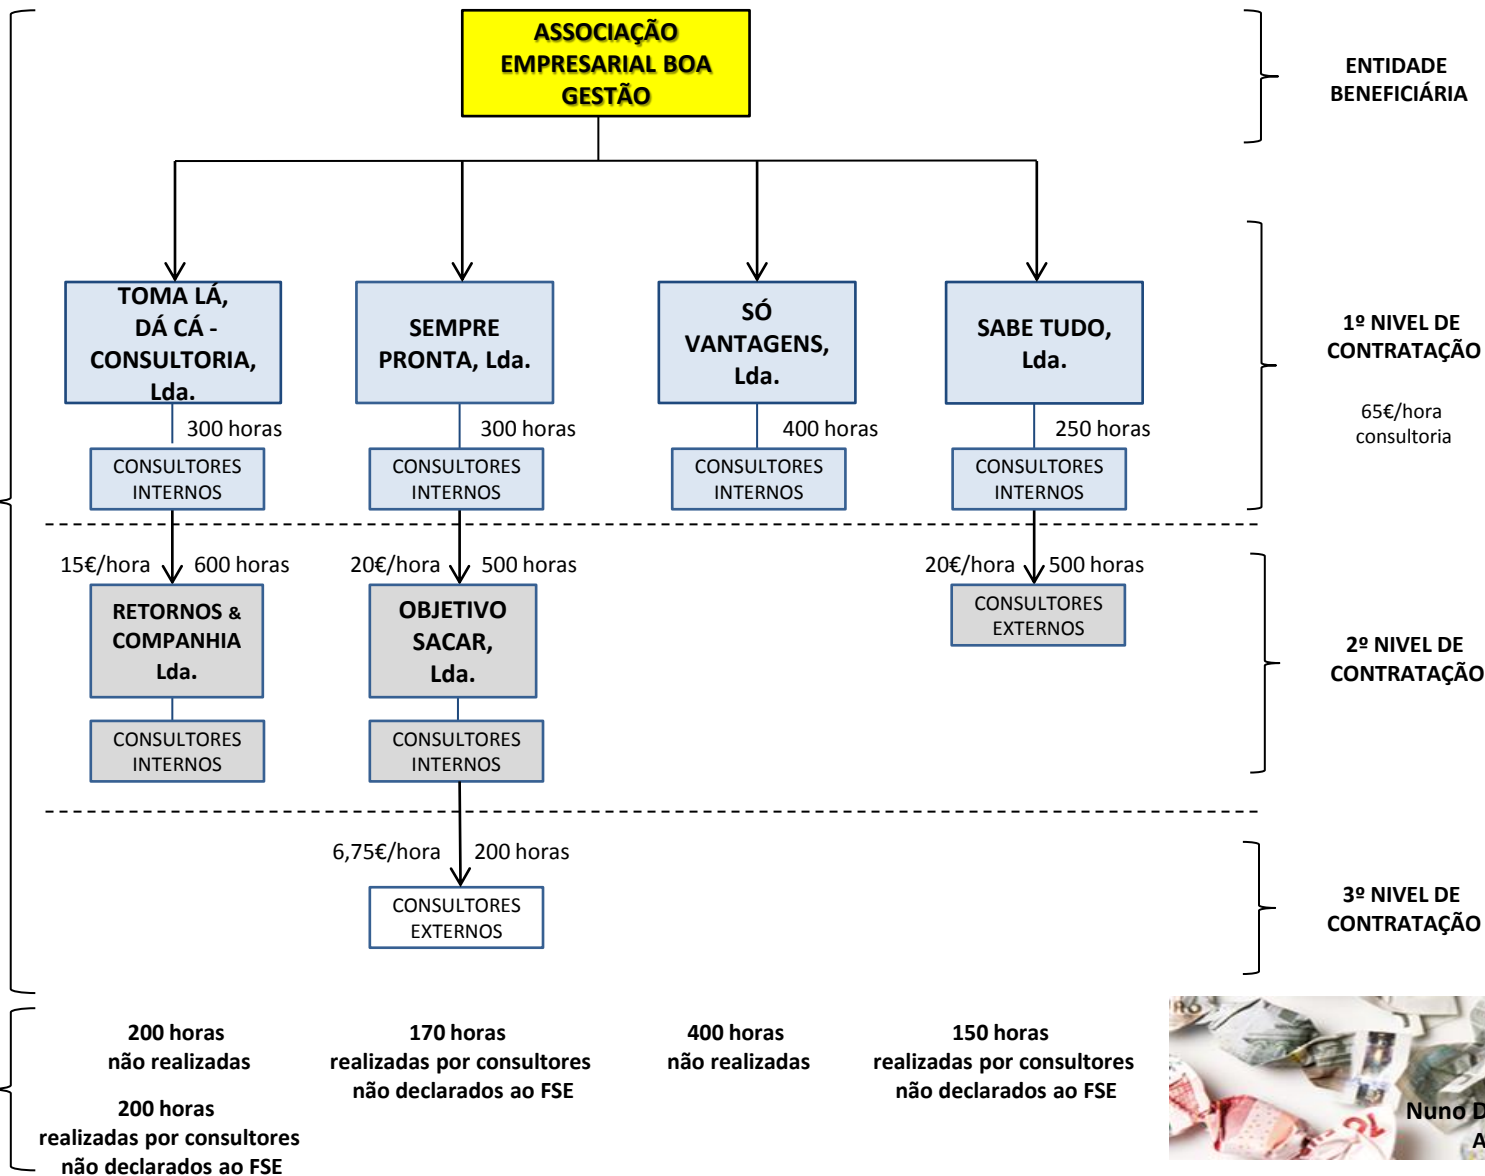 ASSOCIAÇÃO
EMPRESARIAL BOA
GESTÃO
ENTIDADE
BENEFICIÁRIA
TOMA LÁ,
DÁ CÁ -
CONSULTORIA,
Lda.
SEMPRE
PRONTA, Lda.
SÓ
VANTAGENS,
Lda.
SABE TUDO,
Lda.
1º NIVEL DE
CONTRATAÇÃO
65€/hora
consultoria
300 horas
300 horas
400 horas
250 horas
CONSULTORES
INTERNOS
CONSULTORES
INTERNOS
CONSULTORES
INTERNOS
CONSULTORES
INTERNOS
15€/hora
600 horas
20€/hora
500 horas
20€/hora
500 horas
RETORNOS &
COMPANHIA
Lda.
OBJETIVO
SACAR,
Lda.
CONSULTORES
EXTERNOS
2º NIVEL DE
CONTRATAÇÃO
CONSULTORES
INTERNOS
CONSULTORES
INTERNOS
6,75€/hora
200 horas
CONSULTORES
EXTERNOS
3º NIVEL DE
CONTRATAÇÃO
200 horas
não realizadas
200 horas
realizadas por consultores
não declarados ao FSE
170 horas
realizadas por consultores
não declarados ao FSE
400 horas
não realizadas
150 horas
realizadas por consultores
não declarados ao FSE
Nuno